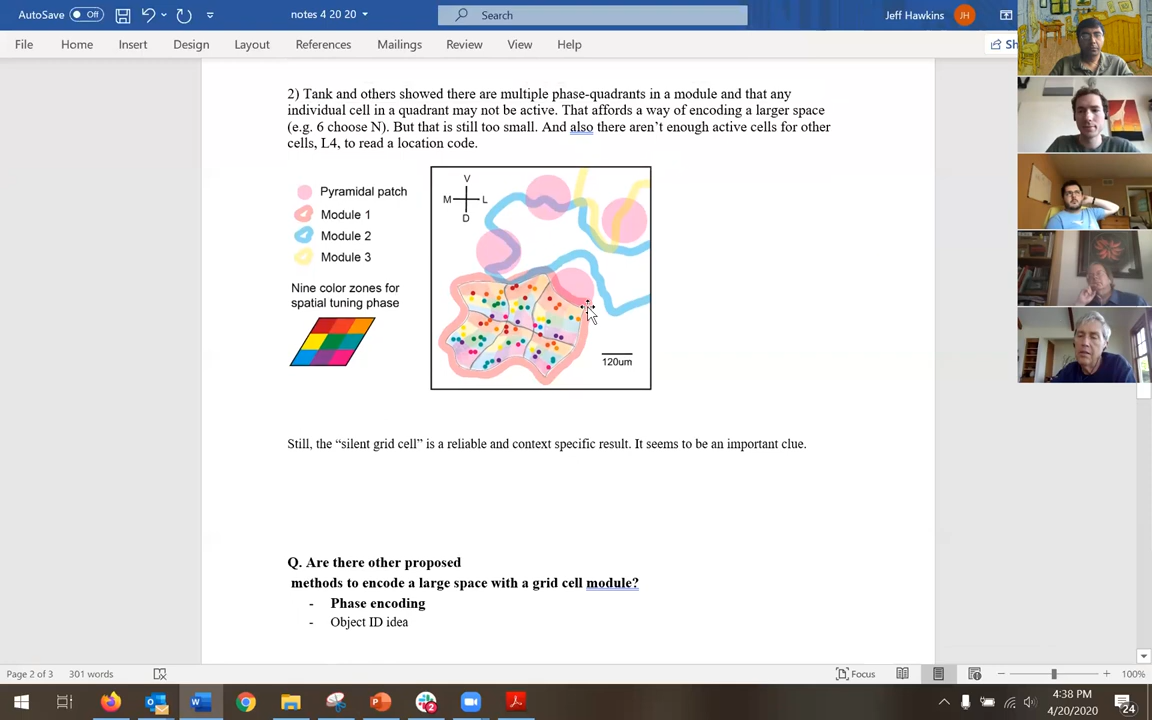 AutoSave Off
notes 4 20 20
Search
Jeff Hawkins JH
File Home Insert Design Layout References Mailings Review View Help Sh
2) Tank and others showed there are multiple phase-quadrants in a module and that any
individual cell in a quadrant may not be active. That affords a way of encoding a larger space
(e.g. 6 choose N). But that is still too small. And also there aren't enough active cells for other
cells, L4, to read a location code.
Pyramidal patch
Module 1
Module 2
Module 3
Nine color zones for
spatial tuning phase
V
M L
D
120um
Still, the “silent grid cell” is a reliable and context specific result. It seems to be an important clue.
Q. Are there other proposed
methods to encode a large space with a grid cell module?
- Phase encoding
- Object ID idea
Page 2 of 3 301 words Focus 100%
4:38 PM
4/20/2020
24